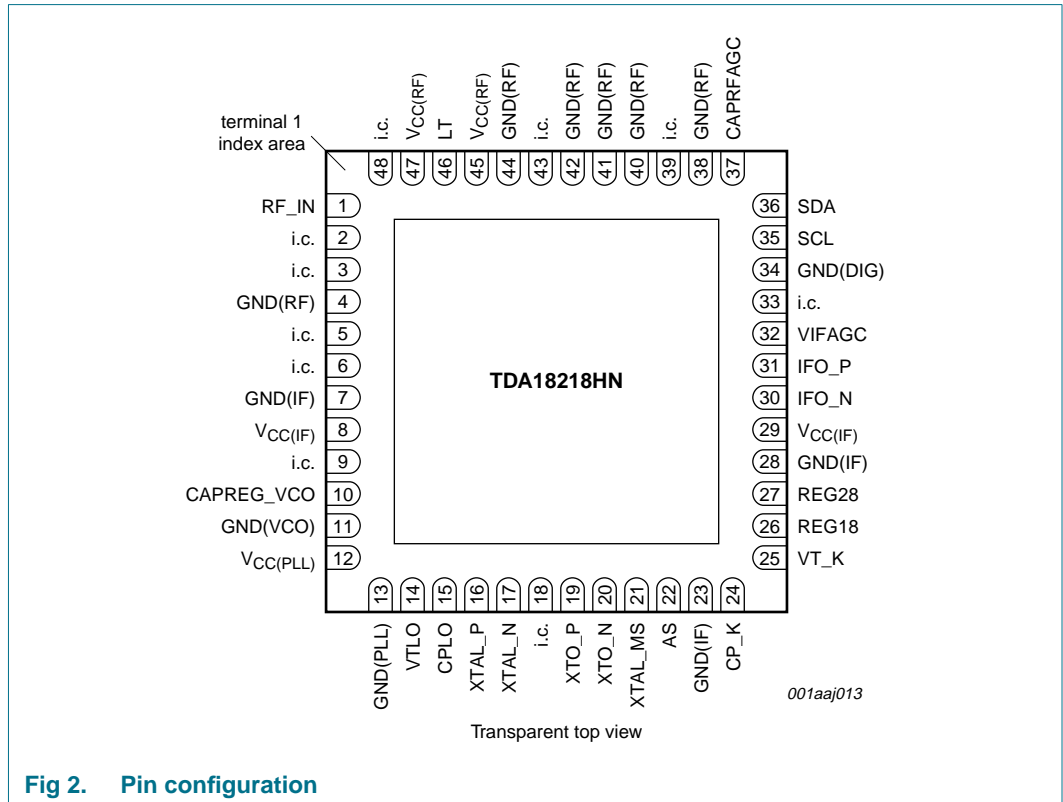 i.c.
VCC(RF)
LT
VCC(RF)
GND(RF)
i.c.
GND(RF)
GND(RF)
GND(RF)
i.c.
GND(RF)
CAPRFAGC
terminal 1
index area
48
47
46
45
44
43
42
41
40
39
38
37
RF_IN 1
i.c. 2
i.c. 3
GND(RF) 4
i.c. 5
i.c. 6
GND(IF) 7
VCC(IF) 8
i.c. 9
CAPREG_VCO 10
GND(VCO) 11
VCC(PLL) 12
TDA18218HN
36 SDA
35 SCL
34 GND(DIG)
33 i.c.
32 VIFAGC
31 IFO_P
30 IFO_N
29 VCC(IF)
28 GND(IF)
27 REG28
26 REG18
25 VT_K
13
14
15
16
17
18
19
20
21
22
23
24
GND(PLL)
VTLO
CPLO
XTAL_P
XTAL_N
i.c.
XTO_P
XTO_N
XTAL_MS
AS
GND(IF)
CP_K
001aaj013
Transparent top view
Fig 2. Pin configuration